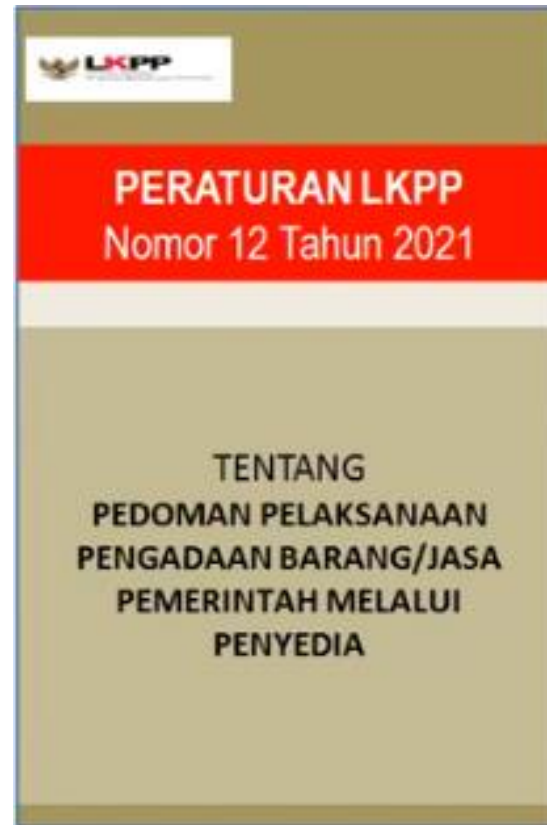 LKPP
PERATURAN LKPP
Nomor 12 Tahun 2021
TENTANG
PEDOMAN PELAKSANAAN
PENGADAAN BARANG/JASA
PEMERINTAH MELALUI
PENYEDIA